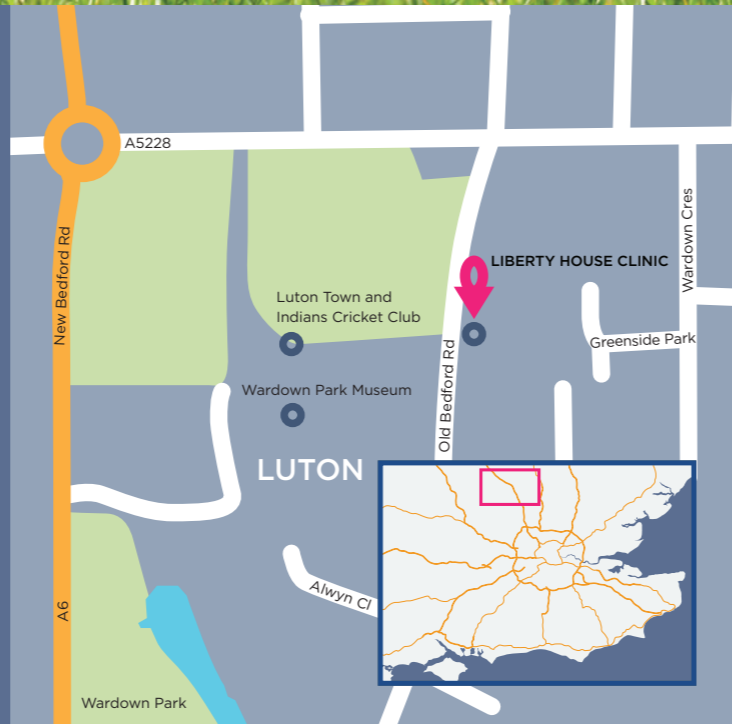 A5228
New Bedford Rd
Wardown Cres
LIBERTY HOUSE CLINIC
Luton Town and
Indians Cricket Club
Greenside Park
Old Bedford Rd
Wardown Park Museum
LUTON
Alwyn Cl
A6
Wardown Park